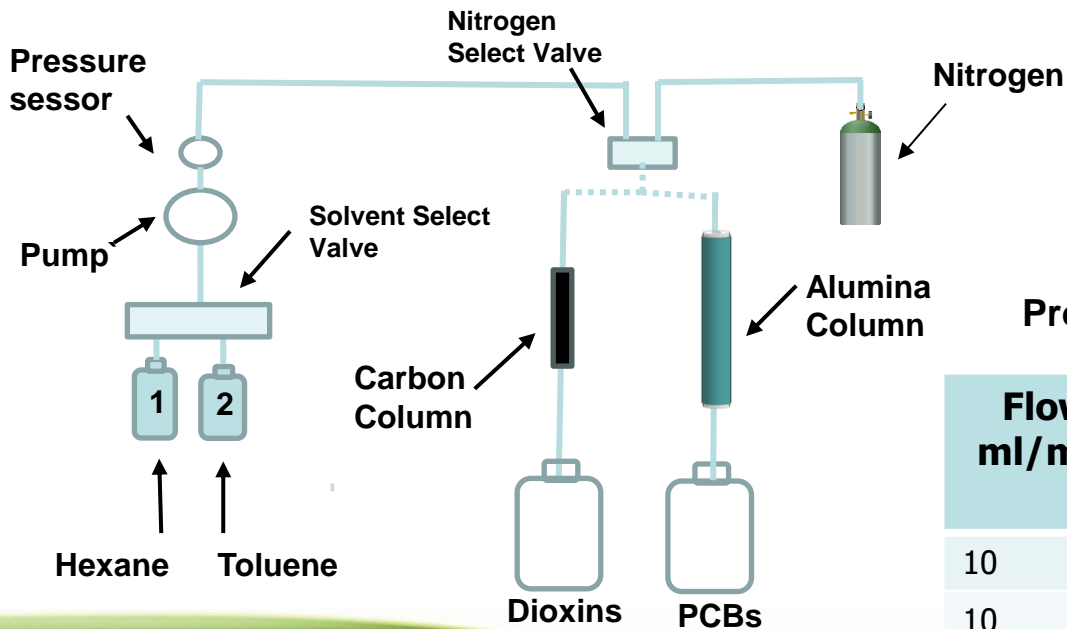 Nitrogen
Select Valve
Pressure
sessor
Nitrogen
Solvent Select
Valve
Pump
Alumina
Column
Carbon
Column
1
2
Hexane
Toluene
Dioxins
PCBs
10
10